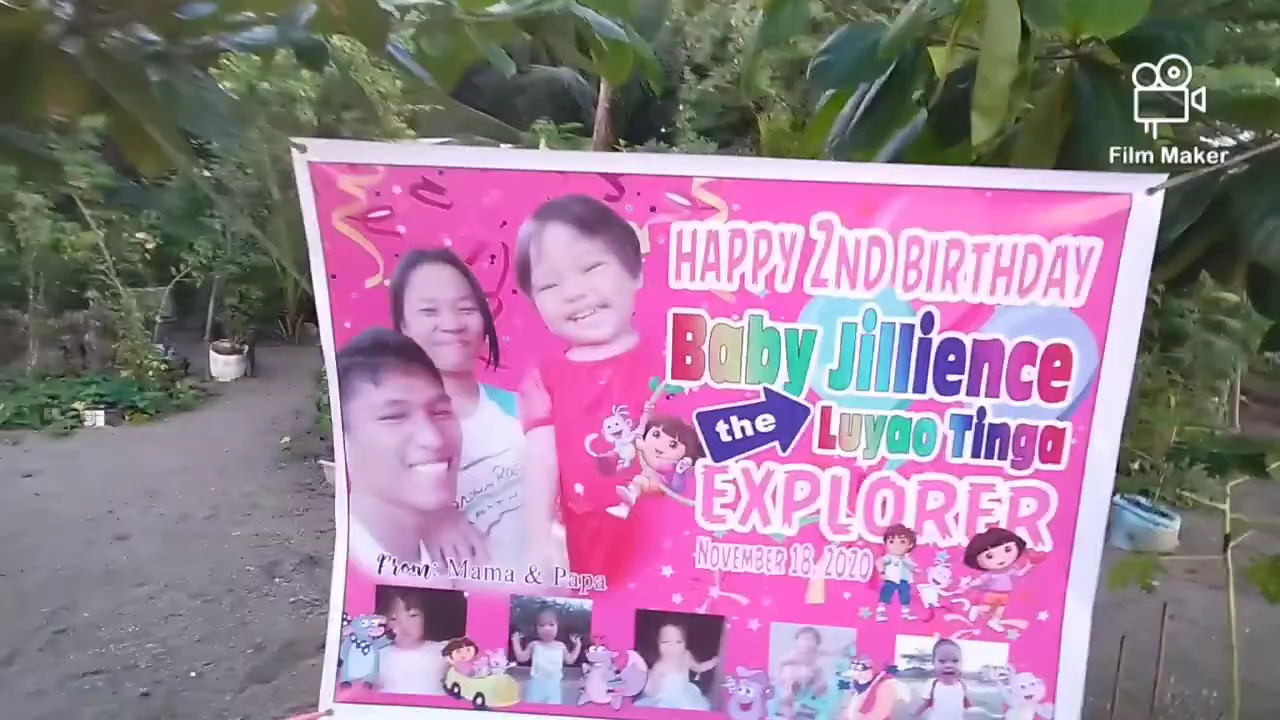 Film Maker
HAPPY 2ND BIRTHDAY
Baby Jillience
the Luyao Tinga
EXPLORER
NOVEMBER 18, 2020
From: Mama & Papa